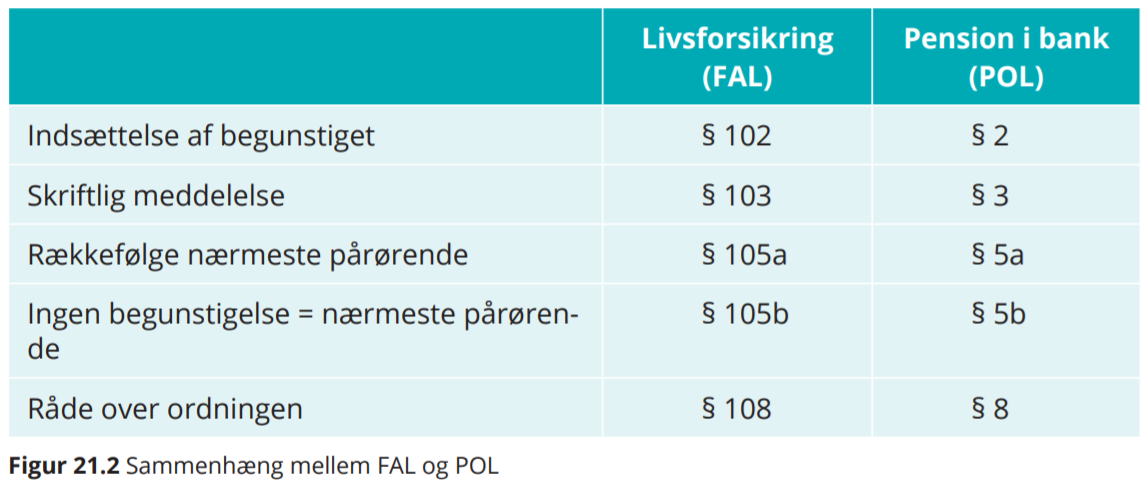 Livsforsikring Pension i bank
(FAL) (POL)
Indsættelse af begunstiget § 102 § 2
Skriftlig meddelelse § 103 § 3
Rækkefølge nærmeste pårørende § 105a § 5a
Ingen begunstigelse = nærmeste pårøren- § 105b § 5b
de
Råde over ordningen § 108 § 8
Figur 21.2 Sammenhæng mellem FAL og POL